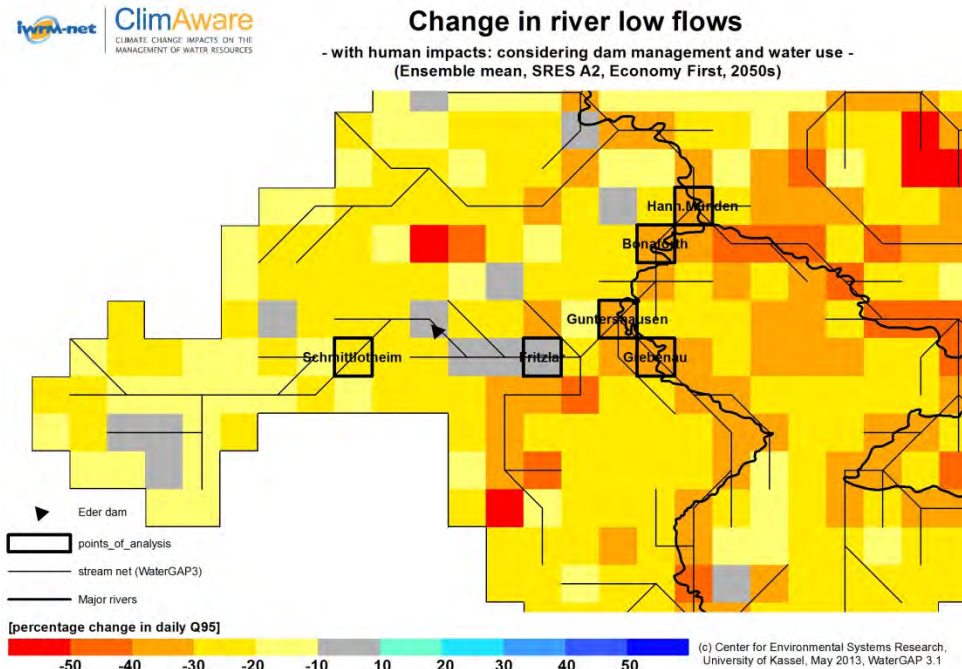 iwrm-net
ClimAware
CLIMATE CHANGE IMPACTS ON THE
MANAGEMENT OF WATER RESOURCES
Change in river low flows
- with human impacts: considering dam management and water use -
(Ensemble mean, SRES A2, Economy First, 2050s)
Hann.Münden
Bonaforth
Guntershausen
Schmittlotheim
Fritzlar
Grebenau
Eder dam
points_of_analysis
stream net (WaterGAP3)
Major rivers
[percentage change in daily Q95]
-50 -40 -30 -20 -10 10 20 30 40 50
(c) Center for Environmental Systems Research,
University of Kassel, May 2013, WaterGAP 3.1